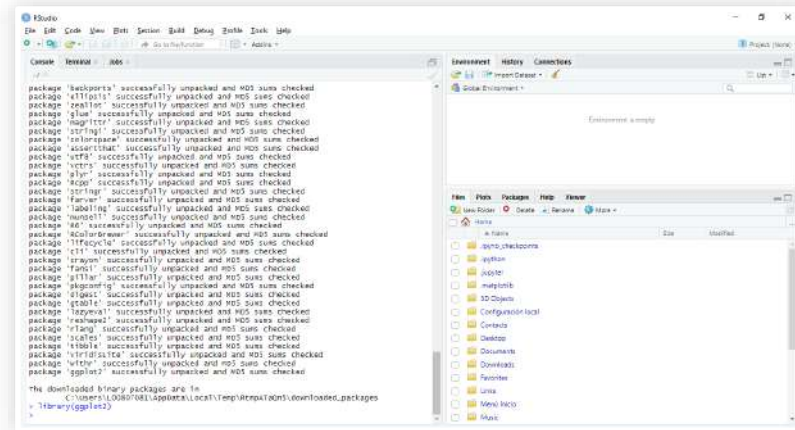 RStudio
File Edit Code View Plots Session Build Debug Profile Tools Help
Go to file/function Addins
Project: (None)
Console Terminal Jobs
package 'backports' successfully unpacked and MD5 sums checked
package 'ellipsis' successfully unpacked and MD5 sums checked
package 'zeallot' successfully unpacked and MD5 sums checked
package 'glue' successfully unpacked and MD5 sums checked
package 'magrittr' successfully unpacked and MD5 sums checked
package 'stringi' successfully unpacked and MD5 sums checked
package 'colorspace' successfully unpacked and MD5 sums checked
package 'assertthat' successfully unpacked and MD5 sums checked
package 'utf8' successfully unpacked and MD5 sums checked
package 'vctrs' successfully unpacked and MD5 sums checked
package 'plyr' successfully unpacked and MD5 sums checked
package 'Rcpp' successfully unpacked and MD5 sums checked
package 'stringr' successfully unpacked and MD5 sums checked
package 'farver' successfully unpacked and MD5 sums checked
package 'labeling' successfully unpacked and MD5 sums checked
package 'munsell' successfully unpacked and MD5 sums checked
package 'R6' successfully unpacked and MD5 sums checked
package 'RColorBrewer' successfully unpacked and MD5 sums checked
package 'lifecycle' successfully unpacked and MD5 sums checked
package 'cli' successfully unpacked and MD5 sums checked
package 'crayon' successfully unpacked and MD5 sums checked
package 'fansi' successfully unpacked and MD5 sums checked
package 'pillar' successfully unpacked and MD5 sums checked
package 'pkgconfig' successfully unpacked and MD5 sums checked
package 'digest' successfully unpacked and MD5 sums checked
package 'gtable' successfully unpacked and MD5 sums checked
package 'lazyeval' successfully unpacked and MD5 sums checked
package 'reshape2' successfully unpacked and MD5 sums checked
package 'rlang' successfully unpacked and MD5 sums checked
package 'scales' successfully unpacked and MD5 sums checked
package 'tibble' successfully unpacked and MD5 sums checked
package 'viridisLite' successfully unpacked and MD5 sums checked
package 'withr' successfully unpacked and MD5 sums checked
package 'ggplot2' successfully unpacked and MD5 sums checked
The downloaded binary packages are in
> library(ggplot2)
>
Environment History Connections
Import Dataset List
Global Environment
Environment is empty
Files Plots Packages Help Viewer
New Folder Delete Rename More
Home
Name Size Modified
.ipynb_checkpoints
.ipython
.jupyter
.matplotlib
3D Objects
Configuración local
Contacts
Desktop
Documents
Downloads
Favorites
Links
Menú Inicio
Music